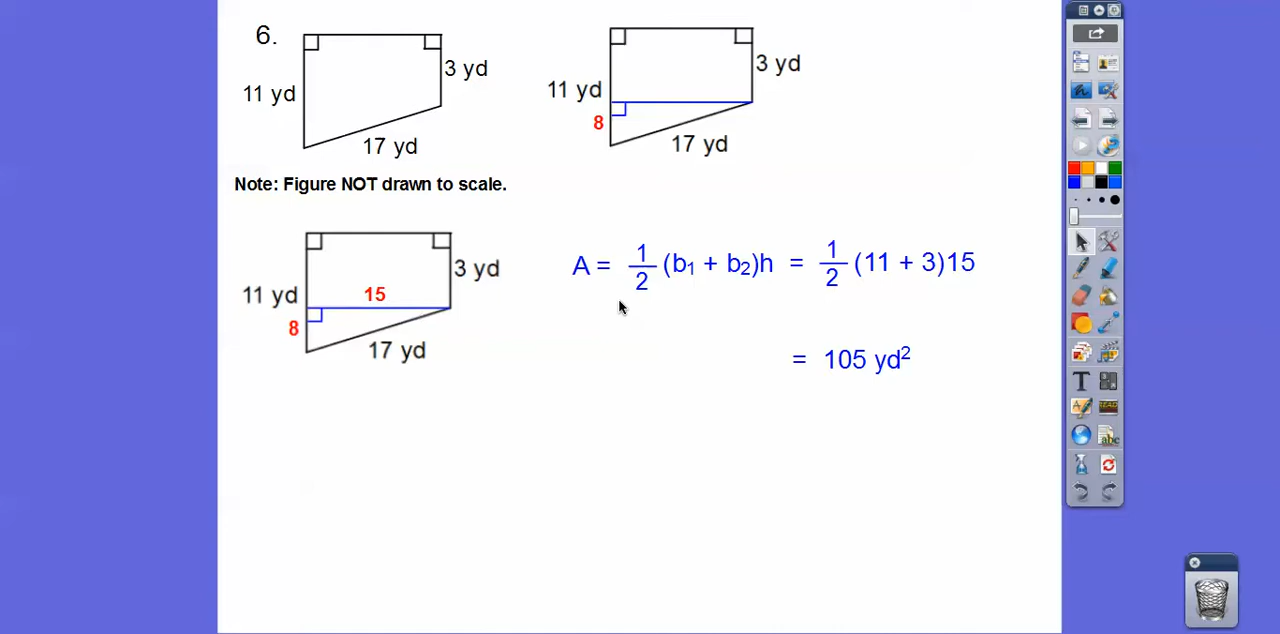 6.
11 yd
3 yd
17 yd
11 yd
3 yd
8
17 yd
Note: Figure NOT drawn to scale.
11 yd
3 yd
15
8
17 yd
A = 1/2 (b₁ + b₂)h = 1/2 (11 + 3)15
= 105 yd²